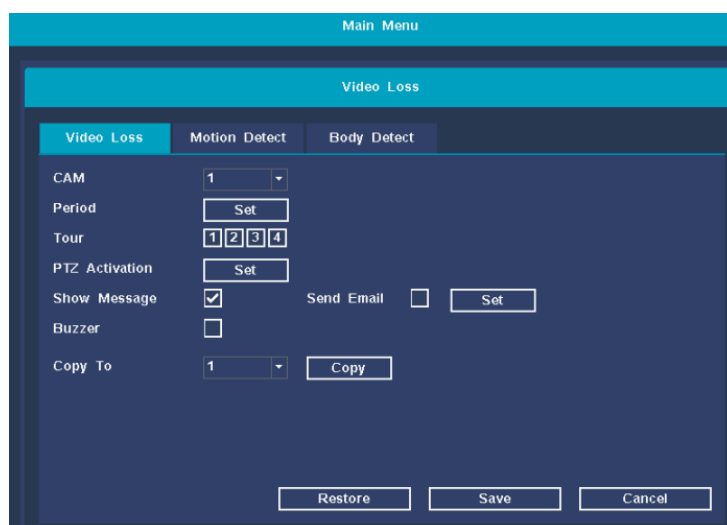 Main Menu
Video Loss
Video Loss Motion Detect Body Detect
CAM 1
Period Set
Tour 1 2 3 4
PTZ Activation Set
Show Message Send Email Set
Buzzer
Copy To 1 Copy
Restore Save Cancel